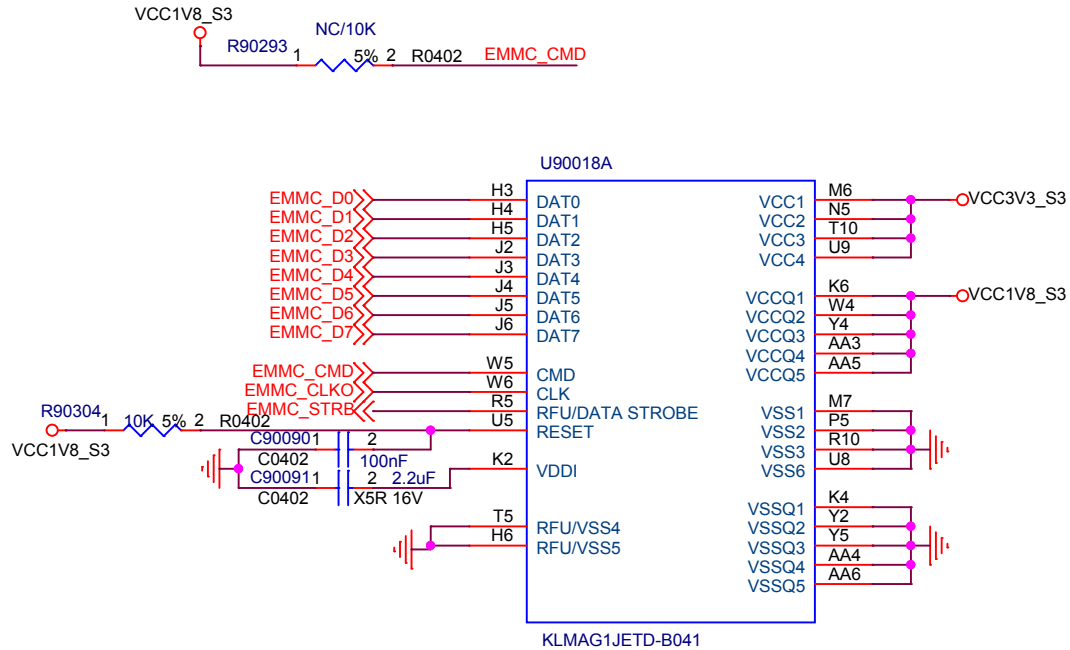 VCC1V8_S3
R90293 1 NC/10K 5% 2 R0402 EMMC_CMD
U90018A
EMMC_D0 H3 DAT0 VCC1 M6 VCC3V3_S3
EMMC_D1 H4 DAT1 VCC2 N5
EMMC_D2 H5 DAT2 VCC3 T10
EMMC_D3 J2 DAT3 VCC4 U9
EMMC_D4 J3 DAT4
EMMC_D5 J4 DAT5 VCCQ1 K6 VCC1V8_S3
EMMC_D6 J5 DAT6 VCCQ2 W4
EMMC_D7 J6 DAT7 VCCQ3 Y4
VCCQ4 AA3
EMMC_CMD W5 CMD VCCQ5 AA5
EMMC_CLKO W6 CLK
EMMC_STRB R5 RFU/DATA STROBE VSS1 M7
R90304 1 10K 5% 2 R0402 U5 RESET VSS2 P5
VCC1V8_S3
C90090 1 2 VSS3 R10
C0402 100nF
C90091 1 2 2.2uF K2 VDDI VSS6 U8
C0402 X5R 16V
VSSQ1 K4
T5 RFU/VSS4 VSSQ2 Y2
H6 RFU/VSS5 VSSQ3 Y5
VSSQ4 AA4
VSSQ5 AA6
KLMAG1JETD-B041